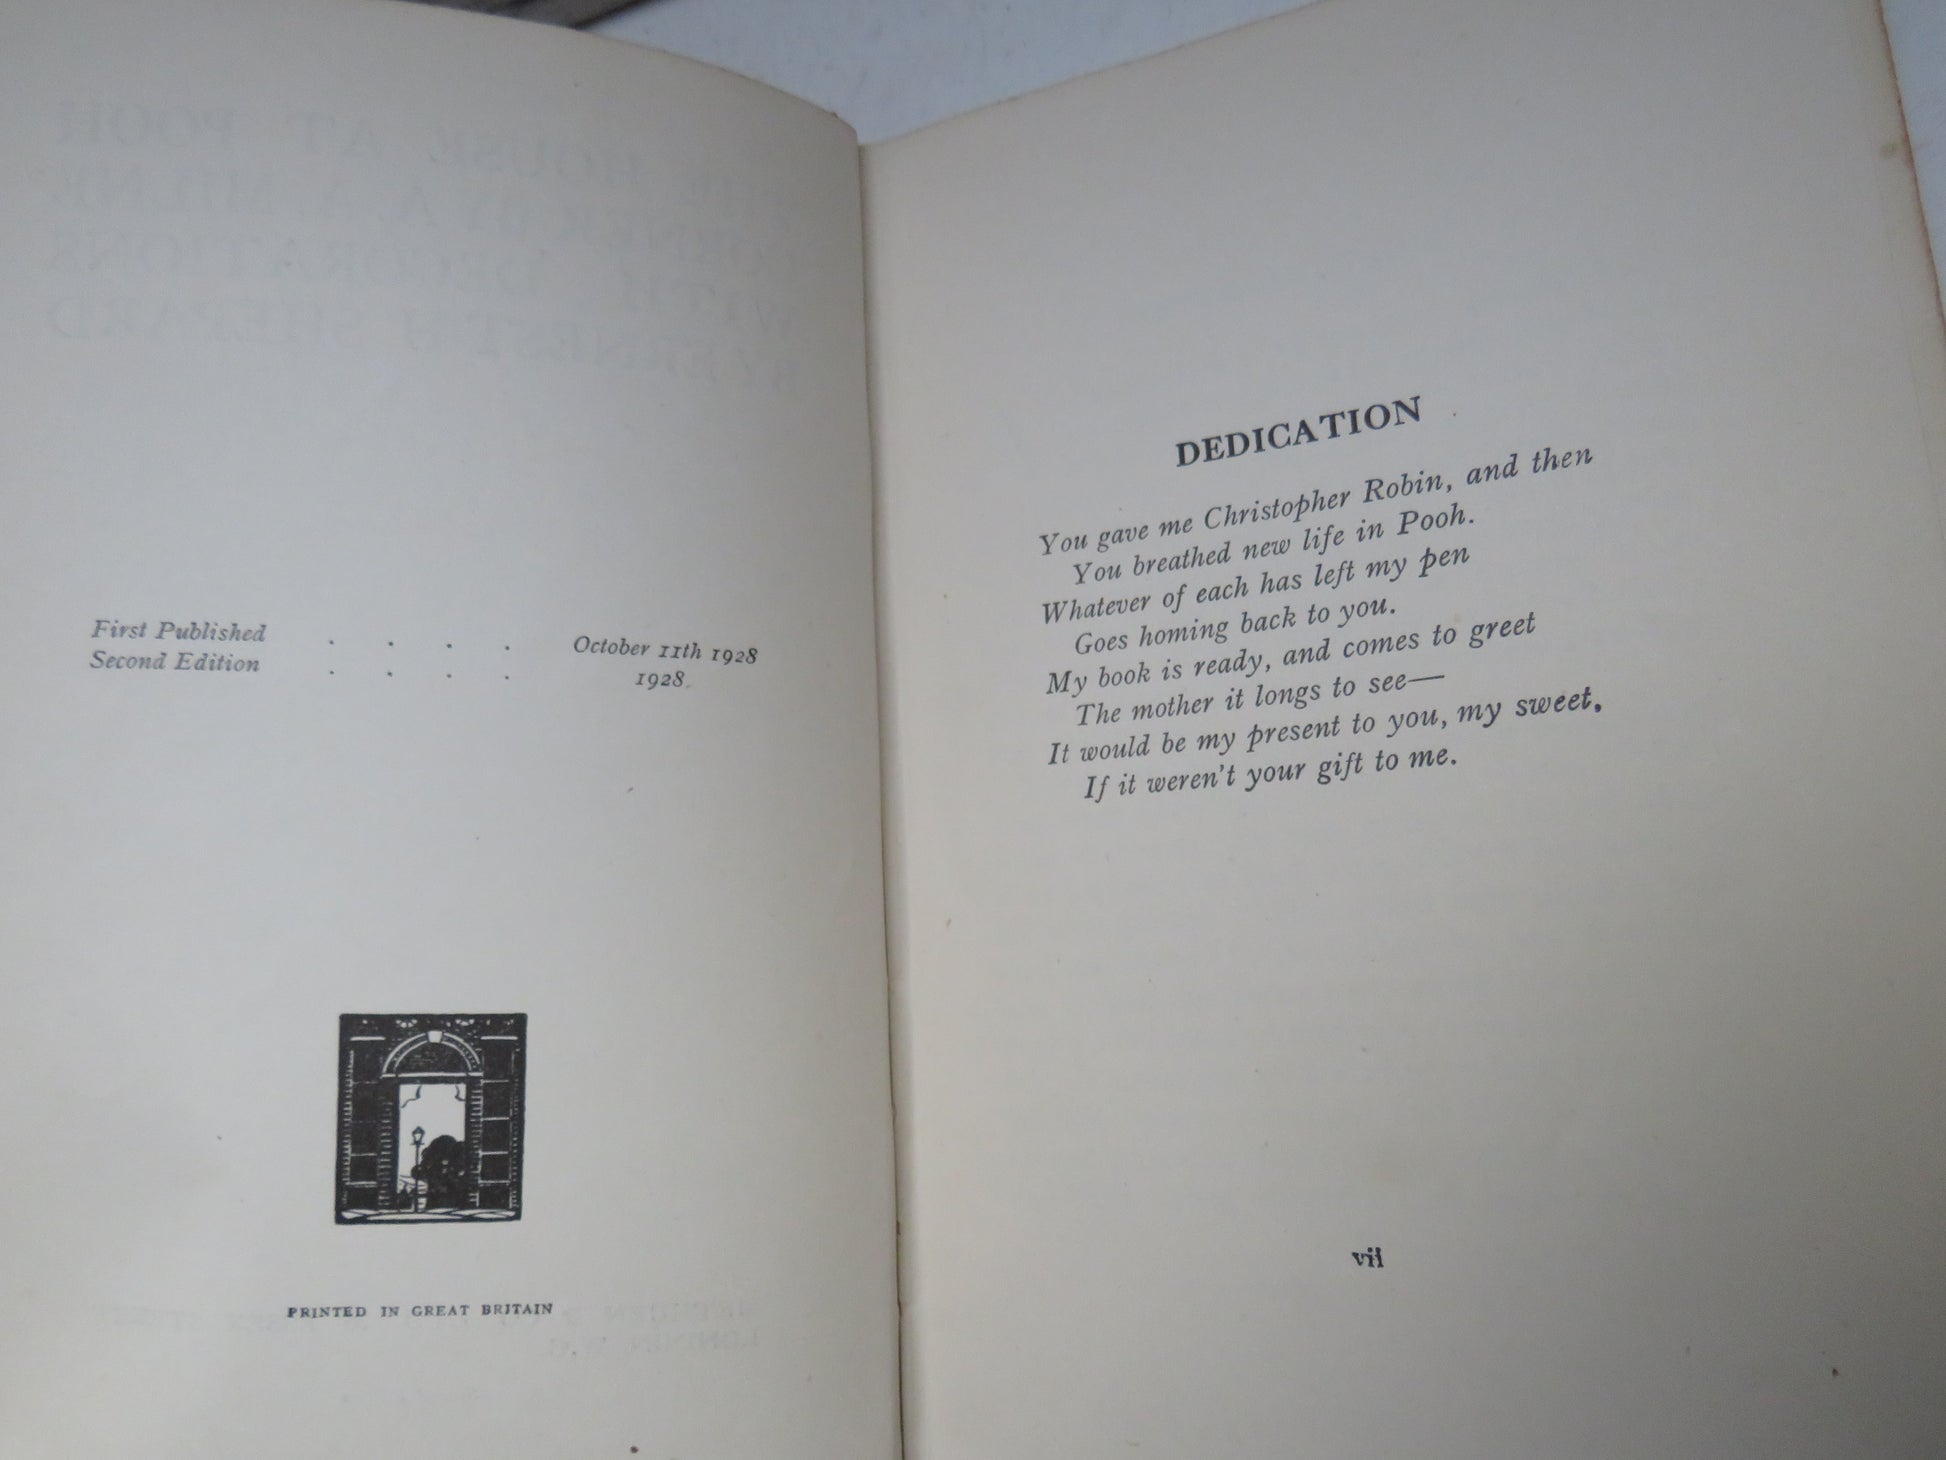 First Published . . . . October 11th 1928
Second Edition . . . . 1928
PRINTED IN GREAT BRITAIN
DEDICATION
You gave me Christopher Robin, and then
You breathed new life in Pooh.
Whatever of each has left my pen
Goes homing back to you.
My book is ready, and comes to greet
The mother it longs to see—
It would be my present to you, my sweet,
If it weren't your gift to me.
vii